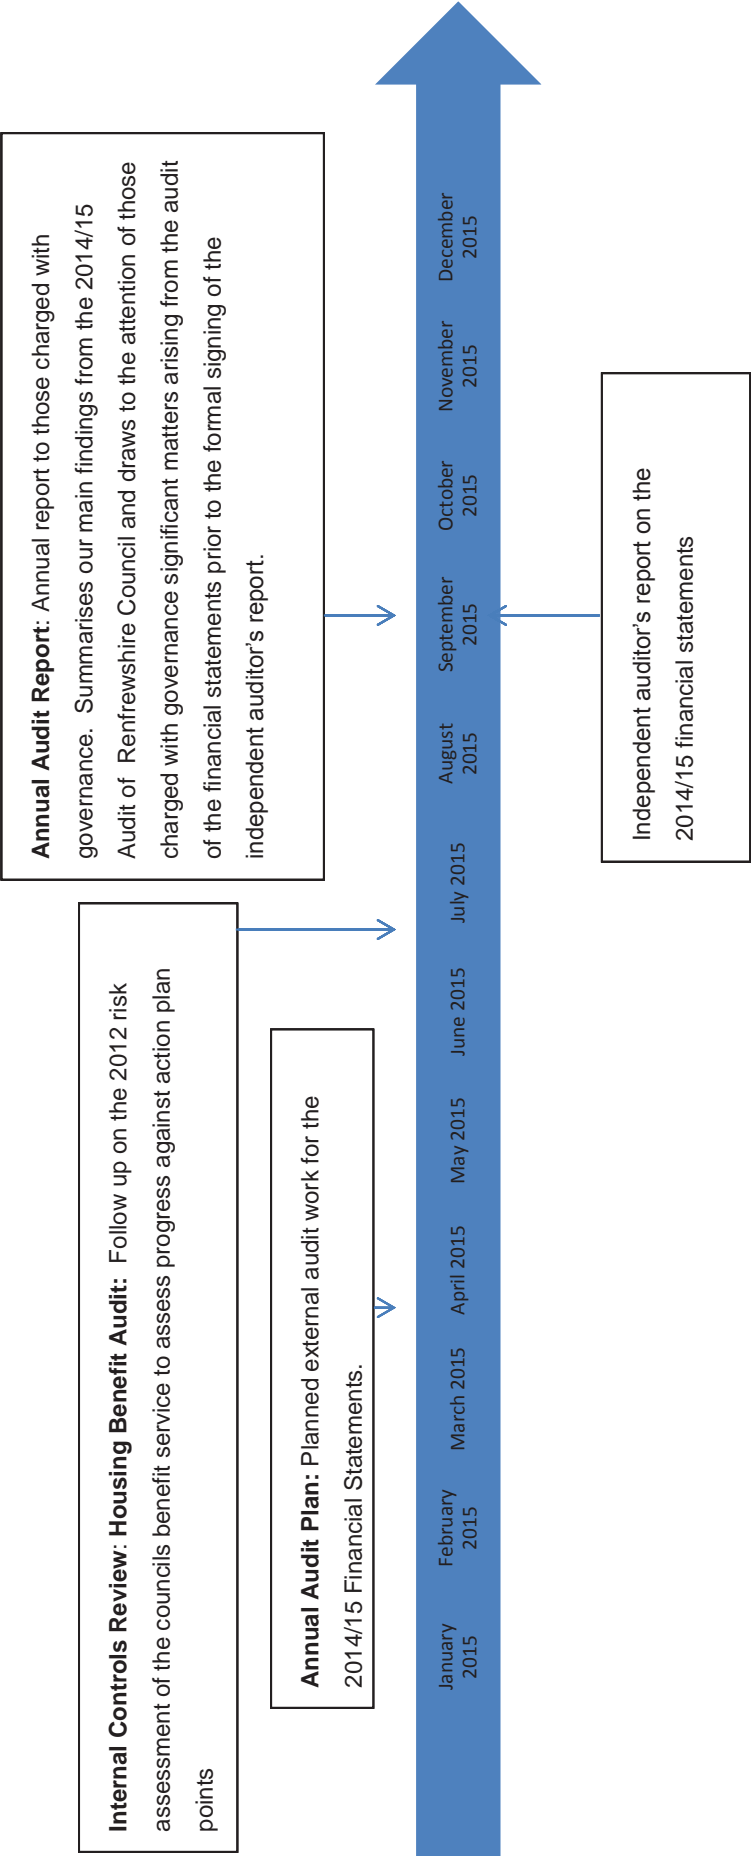 Internal Controls Review: Housing Benefit Audit: Follow up on the 2012 risk
assessment of the councils benefit service to assess progress against action plan
points
Annual Audit Report: Annual report to those charged with
governance. Summarises our main findings from the 2014/15
Audit of Renfrewshire Council and draws to the attention of those
charged with governance significant matters arising from the audit
of the financial statements prior to the formal signing of the
independent auditor's report.
Annual Audit Plan: Planned external audit work for the
2014/15 Financial Statements.
January
2015
February
2015
March 2015
April 2015
May 2015
June 2015
July 2015
August
2015
September
2015
October
2015
November
2015
December
2015
Independent auditor's report on the
2014/15 financial statements